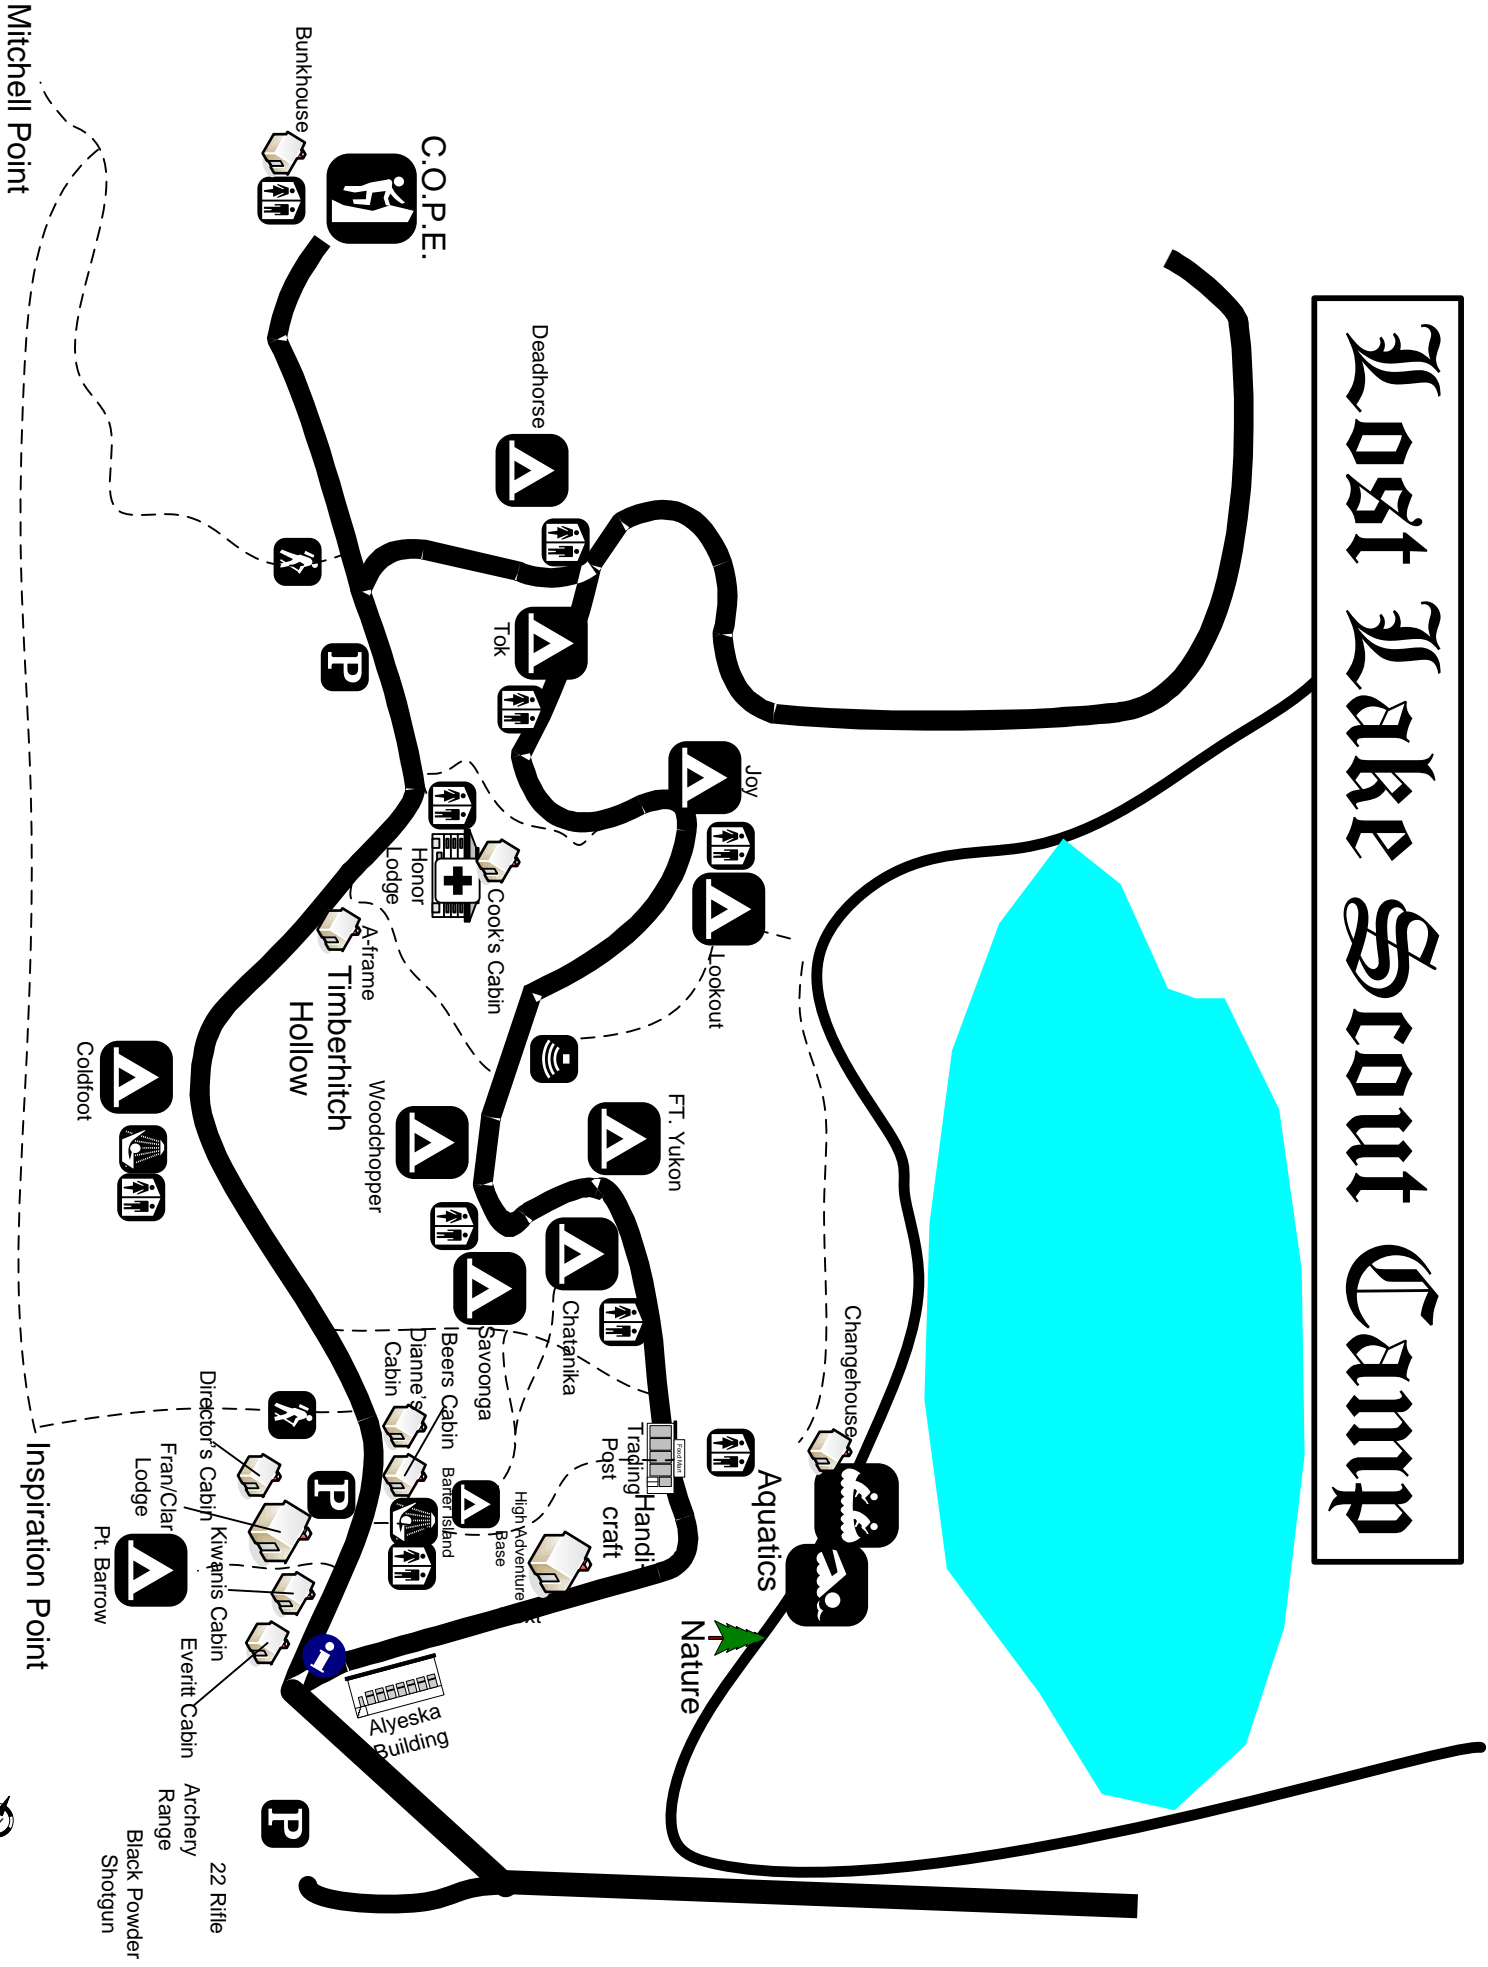 Lost Lake Scout Camp
C.O.P.E.
Bunkhouse
Mitchell Point
Deadhorse
Tok
P
Joy
Lookout
Honor
Lodge
Cook's Cabin
A-frame
Timberhitch
Hollow
Coldfoot
Woodchopper
FT. Yukon
Savoonga
Chatanika
Changehouse
Aquatics
Nature
Food Mart
Trading
Post
Handi-
craft
High Adventure
Base
Barter Island
Beers Cabin
Dianne's
Cabin
P
Director's Cabin
Fran/Clar
Lodge
Kiwanis Cabin
Pt. Barrow
Everitt Cabin
Inspiration Point
i
Alyeska
Building
P
Archery
Range
22 Rifle
Black Powder
Shotgun